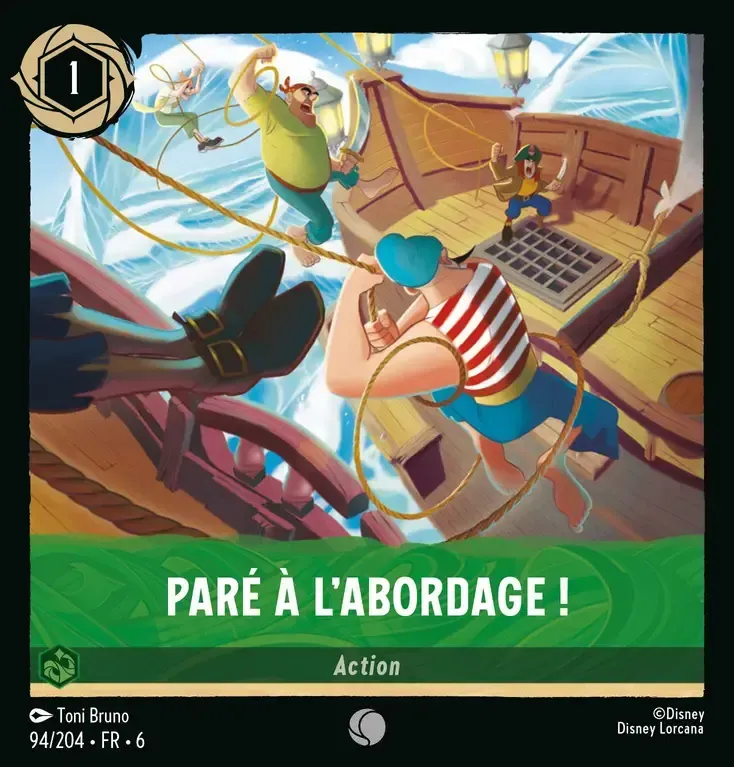 1
PARÉ À L'ABORDAGE !
Action
Toni Bruno
94/204 • FR • 6
©Disney
Disney Lorcana